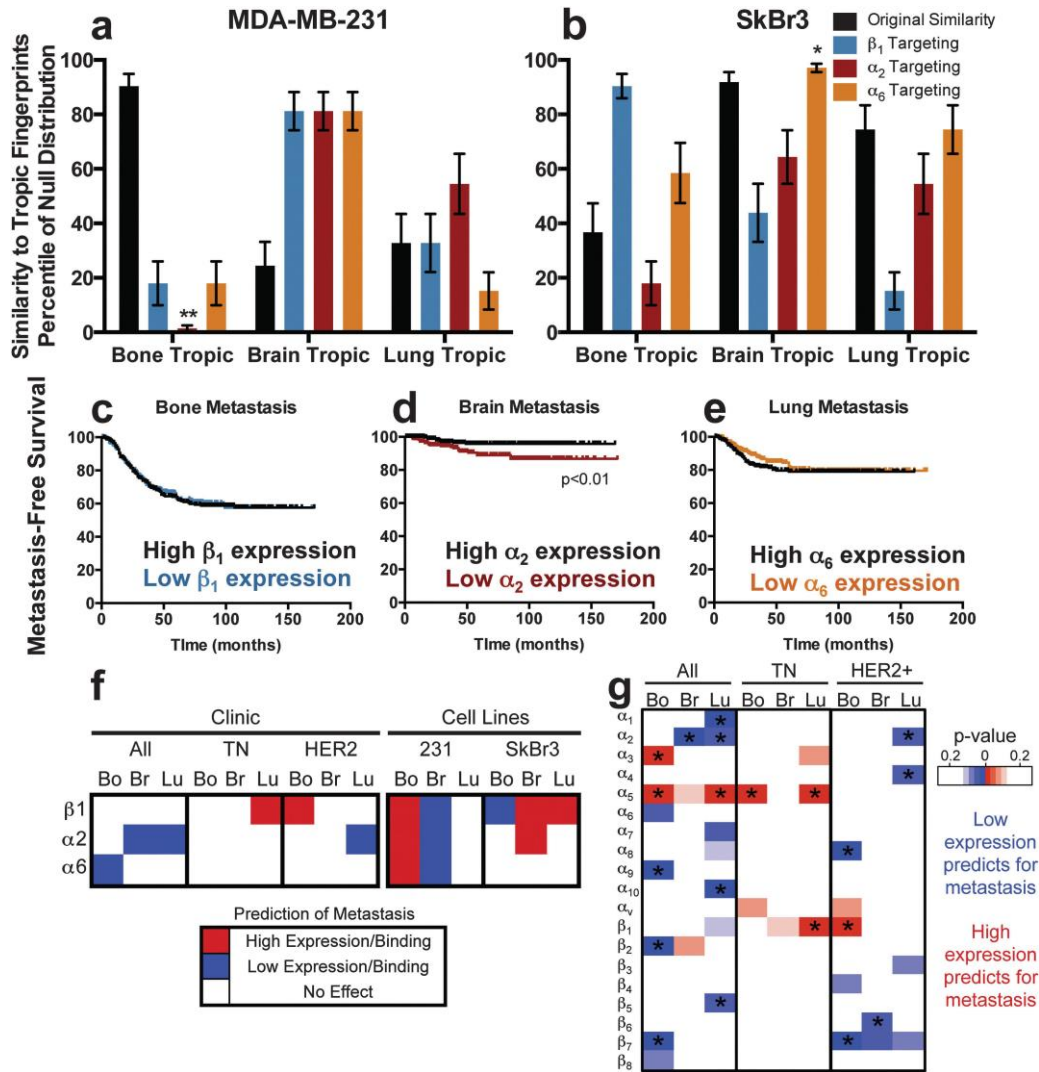 a MDA-MB-231
b SkBr3
Original Similarity
β1 Targeting
α2 Targeting
α6 Targeting
Similarity to Tropic Fingerprints
Percentile of Null Distribution
100
80
60
40
20
0
**
Bone Tropic Brain Tropic Lung Tropic
100
80
60
40
20
0
*
Bone Tropic Brain Tropic Lung Tropic
Metastasis-Free Survival
c Bone Metastasis
100
80
60
40
20
0
High β1 expression
Low β1 expression
0 50 100 150 200
TIme (months)
d Brain Metastasis
100
80
60
40
20
0
p<0.01
High α2 expression
Low α2 expression
0 50 100 150 200
TIme (months)
e Lung Metastasis
100
80
60
40
20
0
High α6 expression
Low α6 expression
0 50 100 150 200
TIme (months)
f
Clinic Cell Lines
All TN HER2 231 SkBr3
Bo Br Lu Bo Br Lu Bo Br Lu Bo Br Lu Bo Br Lu
β1
α2
α6
Prediction of Metastasis
High Expression/Binding
Low Expression/Binding
No Effect
g
All TN HER2+
Bo Br Lu Bo Br Lu Bo Br Lu
α1 *
α2 * * *
α3 *
α4 *
α5 * * * *
α6
α7
α8 *
α9 *
α10 *
αv
β1 * *
β2 *
β3
β4
β5 *
β6 *
β7 * *
β8
p-value
0.2 0 0.2
Low
expression
predicts for
metastasis
High
expression
predicts for
metastasis